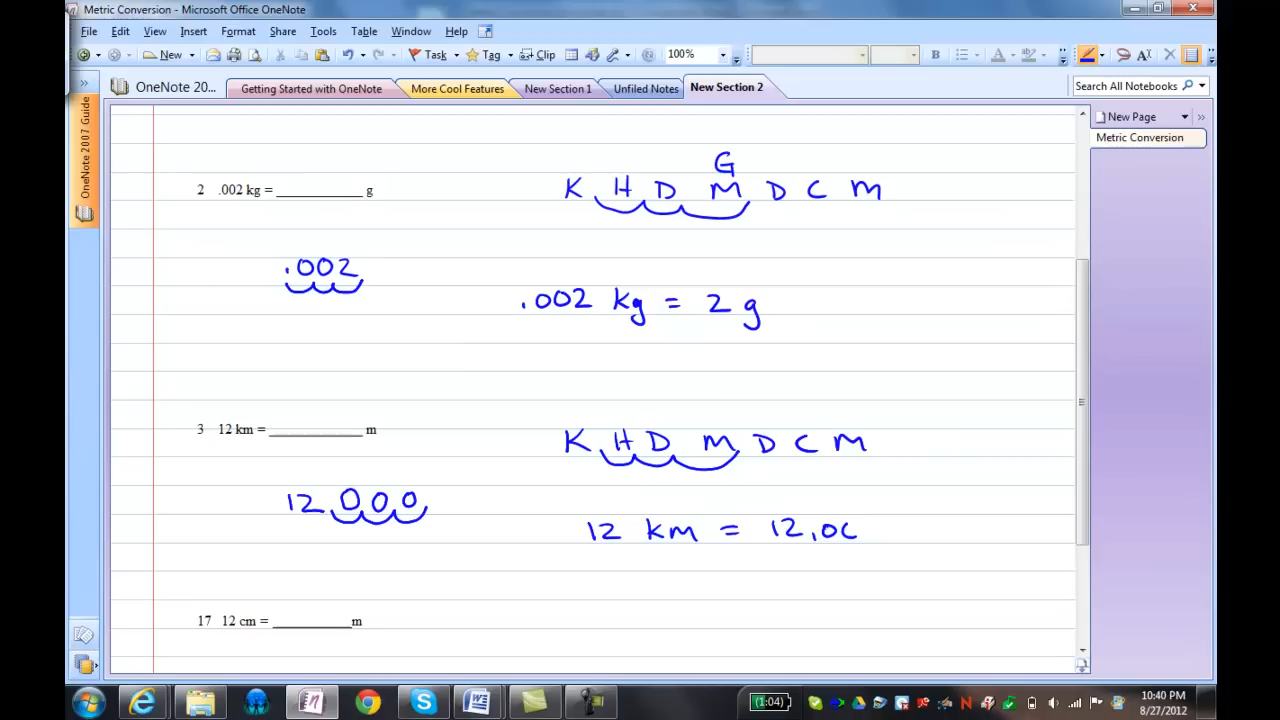 Metric Conversion - Microsoft Office OneNote
File Edit View Insert Format Share Tools Table Window Help
New Task Tag Clip 100% B A A
OneNote 20... Getting Started with OneNote More Cool Features New Section 1 Unfiled Notes New Section 2 Search All Notebooks
New Page
Metric Conversion
OneNote 2007 Guide
G
2 .002 kg = ___________ g K H D M D C M
.002
.002 kg = 2 g
3 12 km = ____________ m K H D M D C M
12 000
12 km = 12,0C
17 12 cm = __________m
(1:04) 10:40 PM
8/27/2012